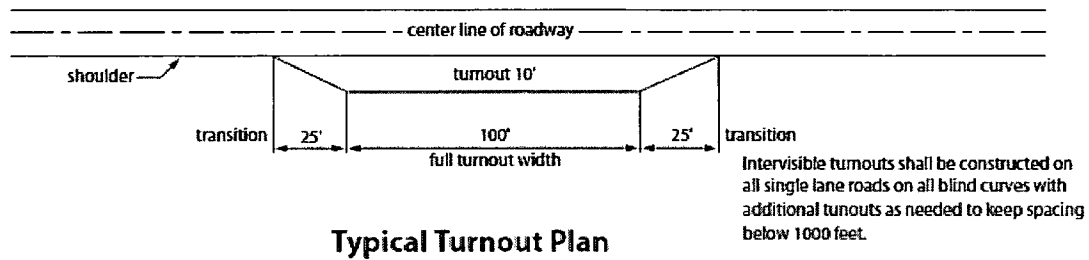 center line of roadway
shoulder
turnout 10'
transition
25'
100'
25'
transition
full turnout width
Intervisible turnouts shall be constructed on
all single lane roads on all blind curves with
additional tunouts as needed to keep spacing
below 1000 feet.
Typical Turnout Plan